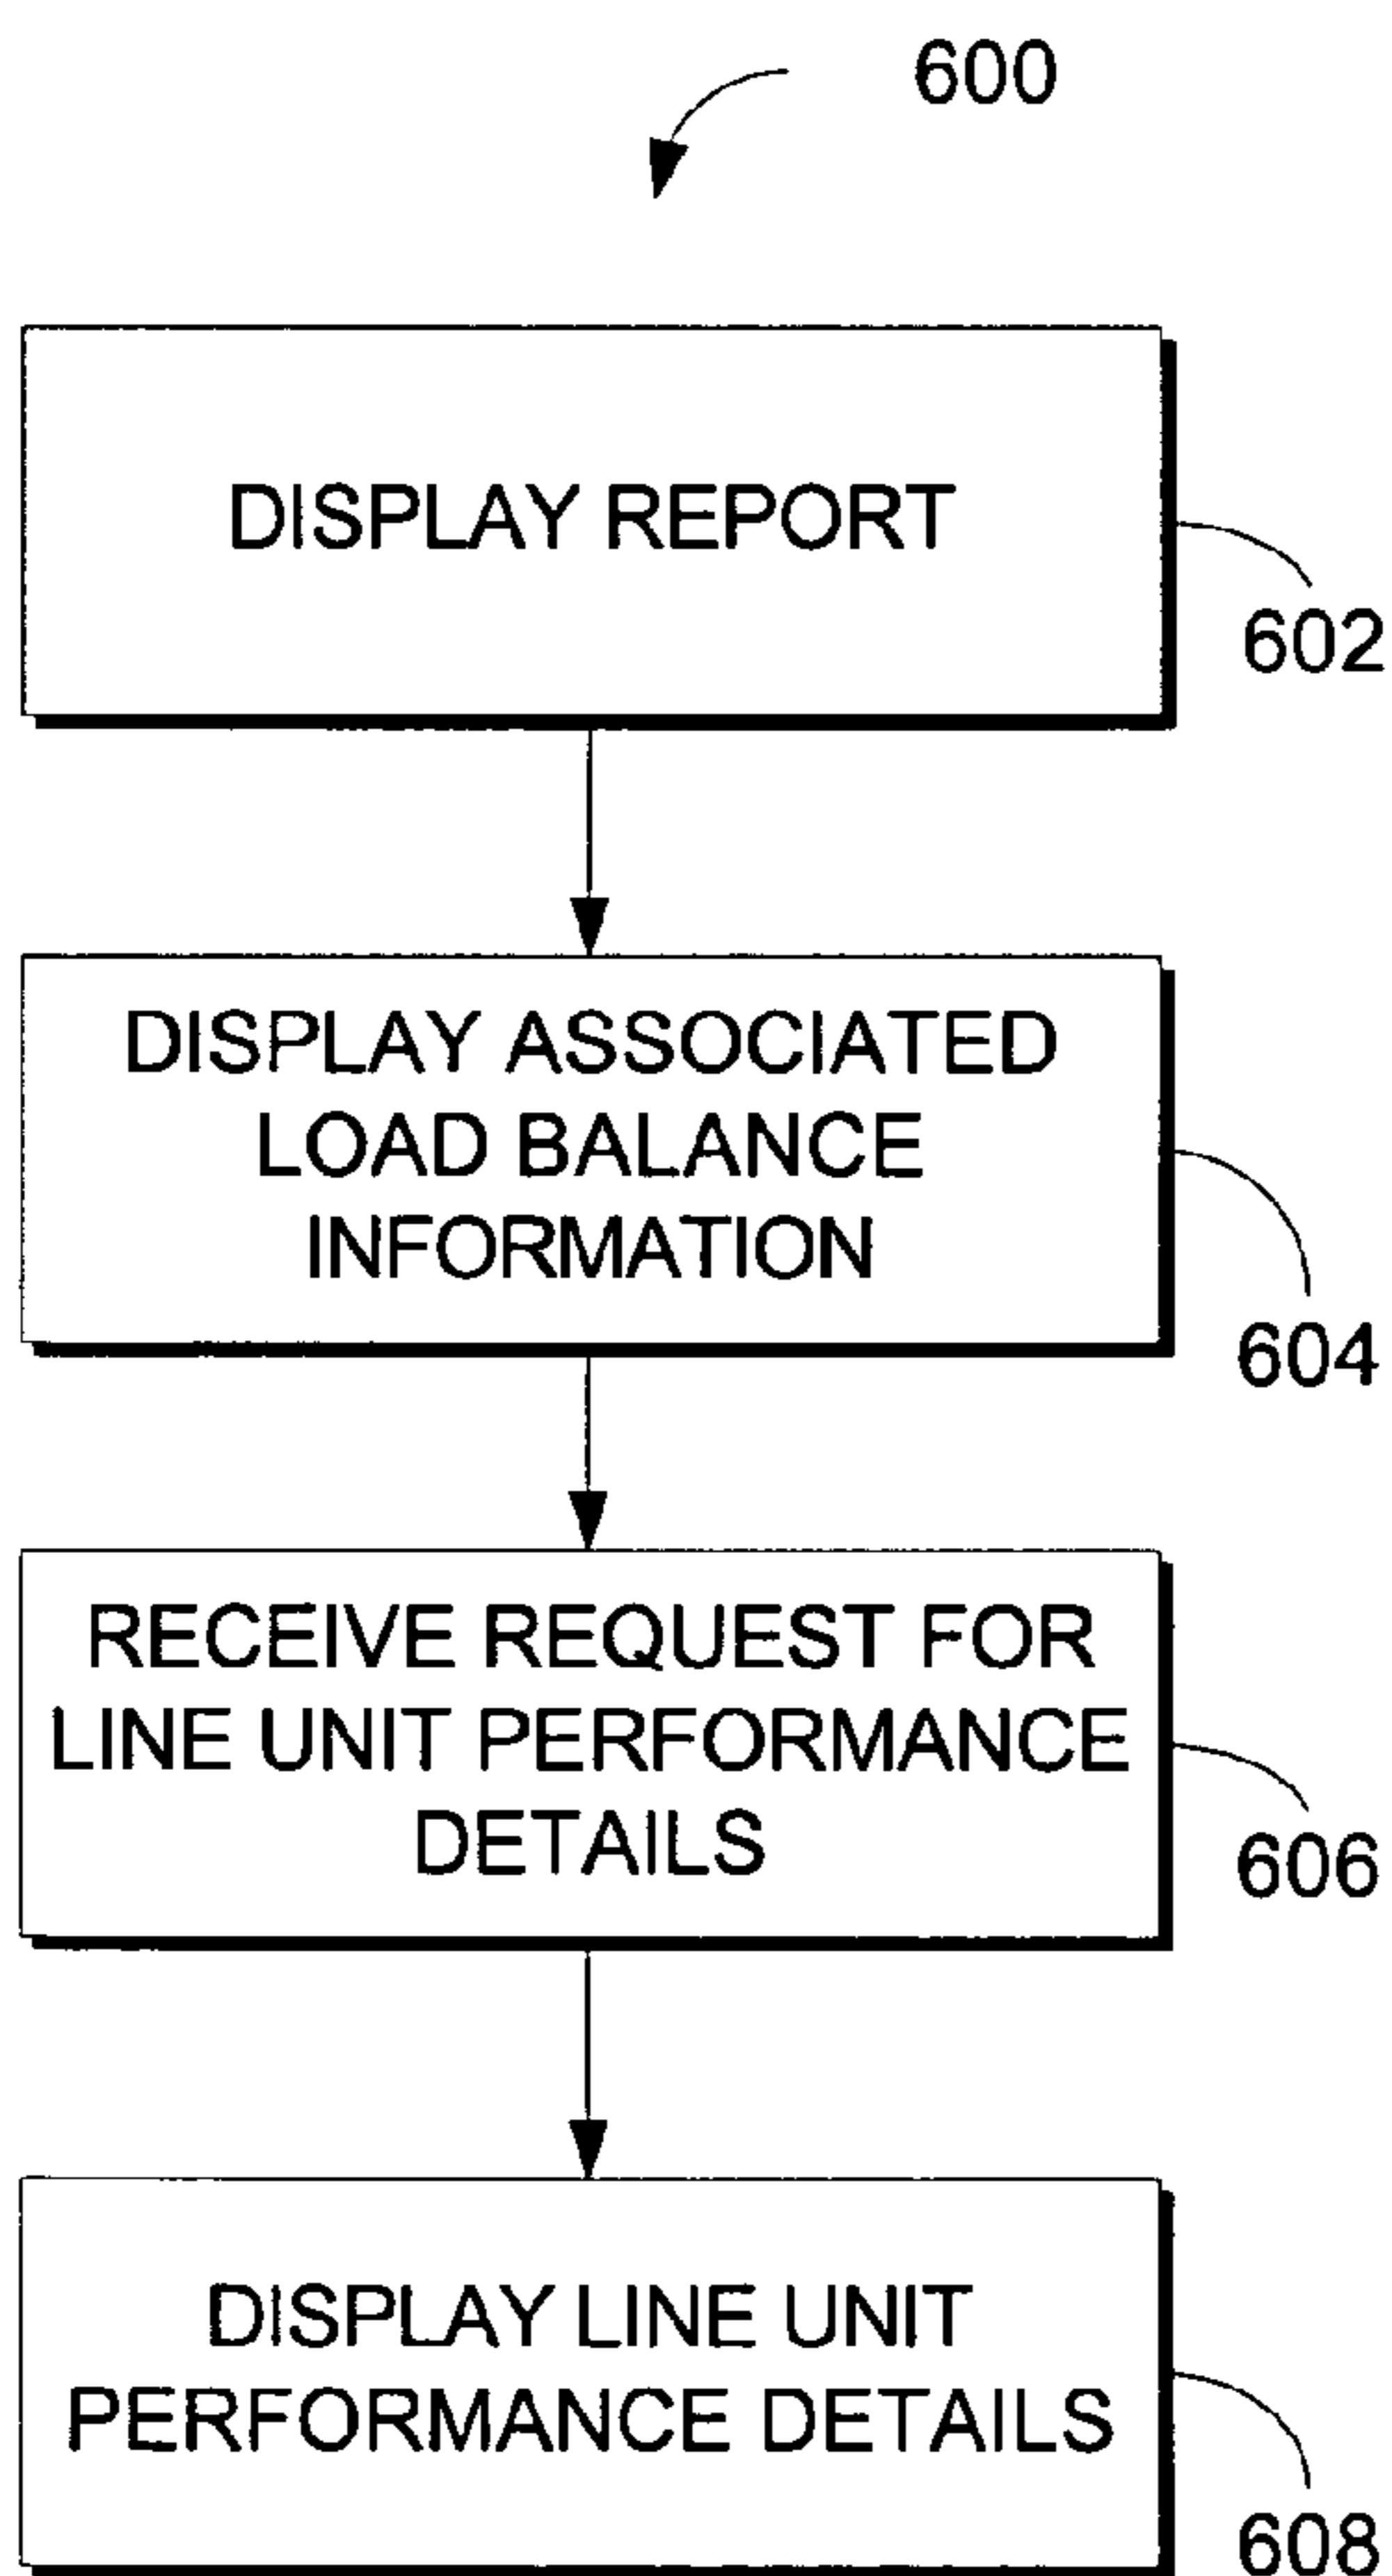 600
DISPLAY REPORT
602
DISPLAY ASSOCIATED
LOAD BALANCE
INFORMATION
604
RECEIVE REQUEST FOR
LINE UNIT PERFORMANCE
DETAILS
606
DISPLAY LINE UNIT
PERFORMANCE DETAILS
608